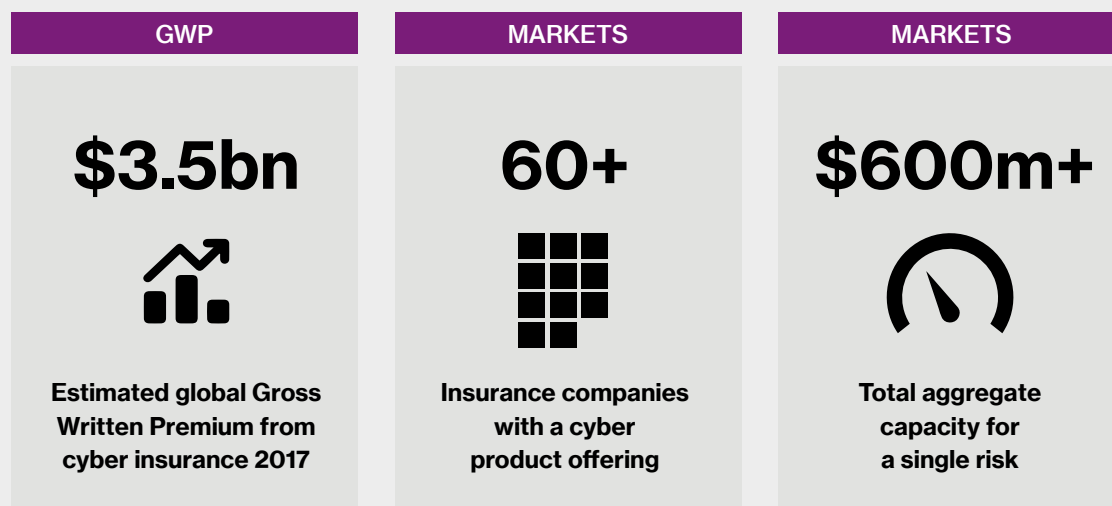 GWP
$3.5bn
Estimated global Gross
Written Premium from
cyber insurance 2017
MARKETS
60+
Insurance companies
with a cyber
product offering
MARKETS
$600m+
Total aggregate
capacity for
a single risk